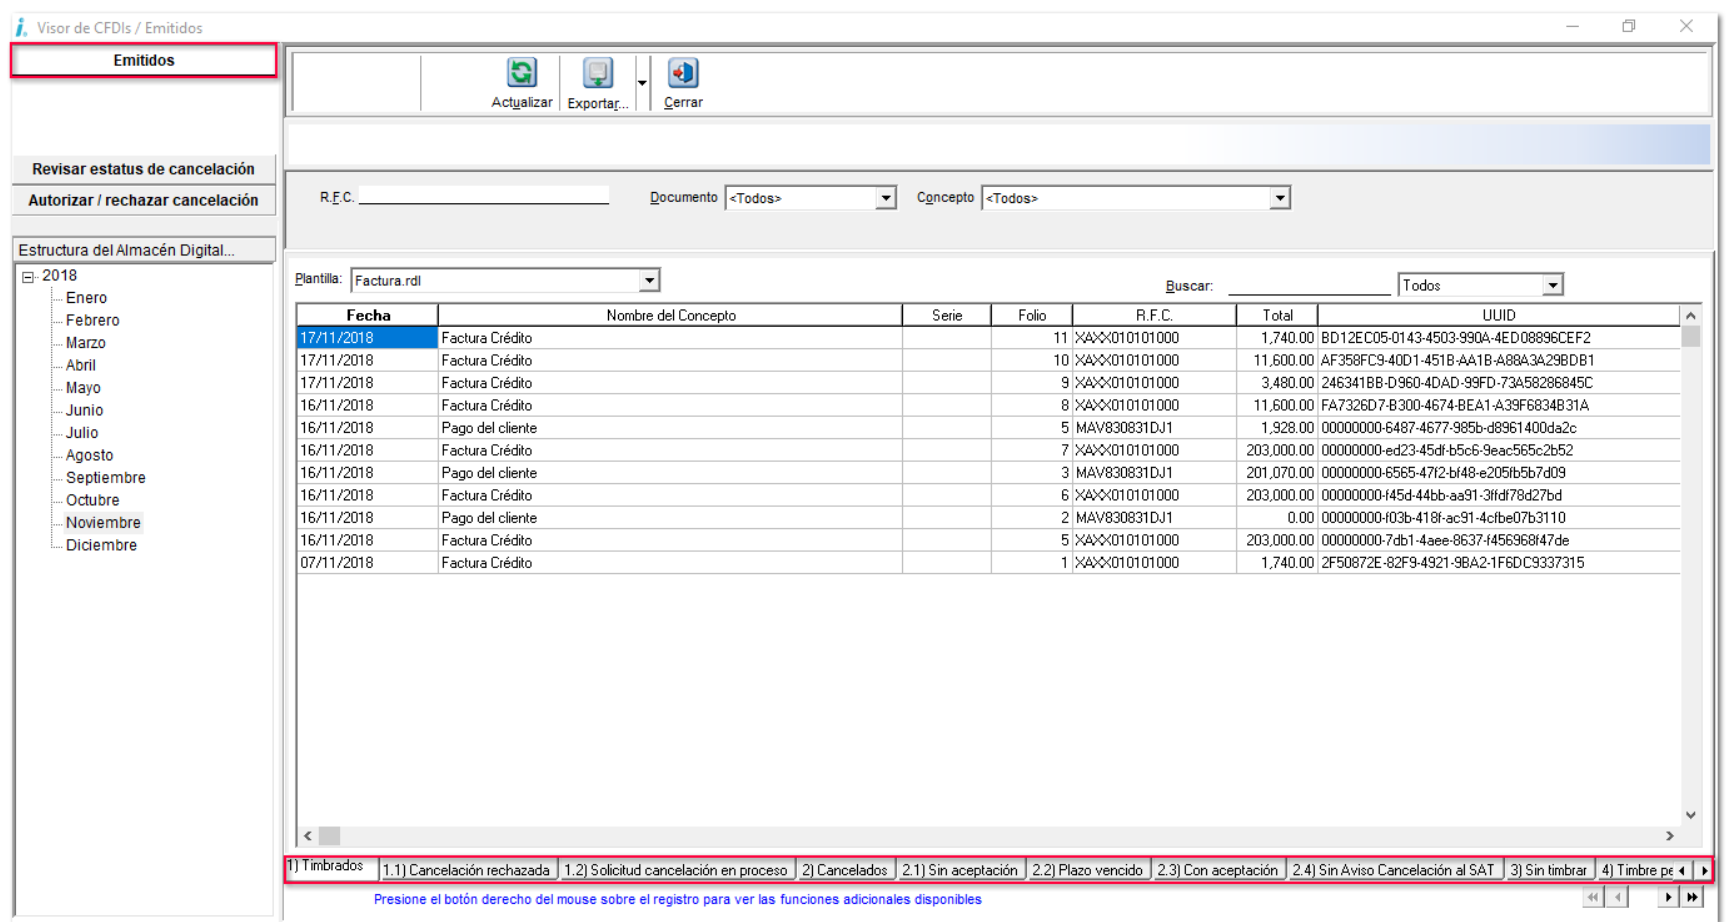 Visor de CFDIs / Emitidos
Emitidos
Actualizar
Exportar...
Cerrar
Revisar estatus de cancelación
Autorizar / rechazar cancelación
R.F.C.
Documento <Todos>
Concepto <Todos>
Estructura del Almacén Digital...
2018
Enero
Febrero
Marzo
Abril
Mayo
Junio
Julio
Agosto
Septiembre
Octubre
Noviembre
Diciembre
Plantilla: Factura.rdl
Buscar: Todos
Fecha Nombre del Concepto Serie Folio R.F.C. Total UUID
17/11/2018 Factura Crédito 11 XAXX010101000 1,740.00 BD12EC05-0143-4503-990A-4ED08896CEF2
17/11/2018 Factura Crédito 10 XAXX010101000 11,600.00 AF358FC9-40D1-451B-AA1B-A88A3A29BDB1
17/11/2018 Factura Crédito 9 XAXX010101000 3,480.00 246341BB-D960-4DAD-99FD-73A58286845C
16/11/2018 Factura Crédito 8 XAXX010101000 11,600.00 FA7326D7-B300-4674-BEA1-A39F6834B31A
16/11/2018 Pago del cliente 5 MAV830831DJ1 1,928.00 00000000-6487-4677-985b-d8961400da2c
16/11/2018 Factura Crédito 7 XAXX010101000 203,000.00 00000000-ed23-45df-b5c6-9eac565c2b52
16/11/2018 Pago del cliente 3 MAV830831DJ1 201,070.00 00000000-6565-47f2-bf48-e205fb5b7d09
16/11/2018 Factura Crédito 6 XAXX010101000 203,000.00 00000000-f45d-44bb-aa91-3ffdf78d27bd
16/11/2018 Pago del cliente 2 MAV830831DJ1 0.00 00000000-f03b-418f-ac91-4cfbe07b3110
16/11/2018 Factura Crédito 5 XAXX010101000 203,000.00 00000000-7db1-4aee-8637-f456968f47de
07/11/2018 Factura Crédito 1 XAXX010101000 1,740.00 2F50872E-82F9-4921-9BA2-1F6DC9337315
1) Timbrados 1.1) Cancelación rechazada 1.2) Solicitud cancelación en proceso 2) Cancelados 2.1) Sin aceptación 2.2) Plazo vencido 2.3) Con aceptación 2.4) Sin Aviso Cancelación al SAT 3) Sin timbrar 4) Timbre pe
Presione el botón derecho del mouse sobre el registro para ver las funciones adicionales disponibles